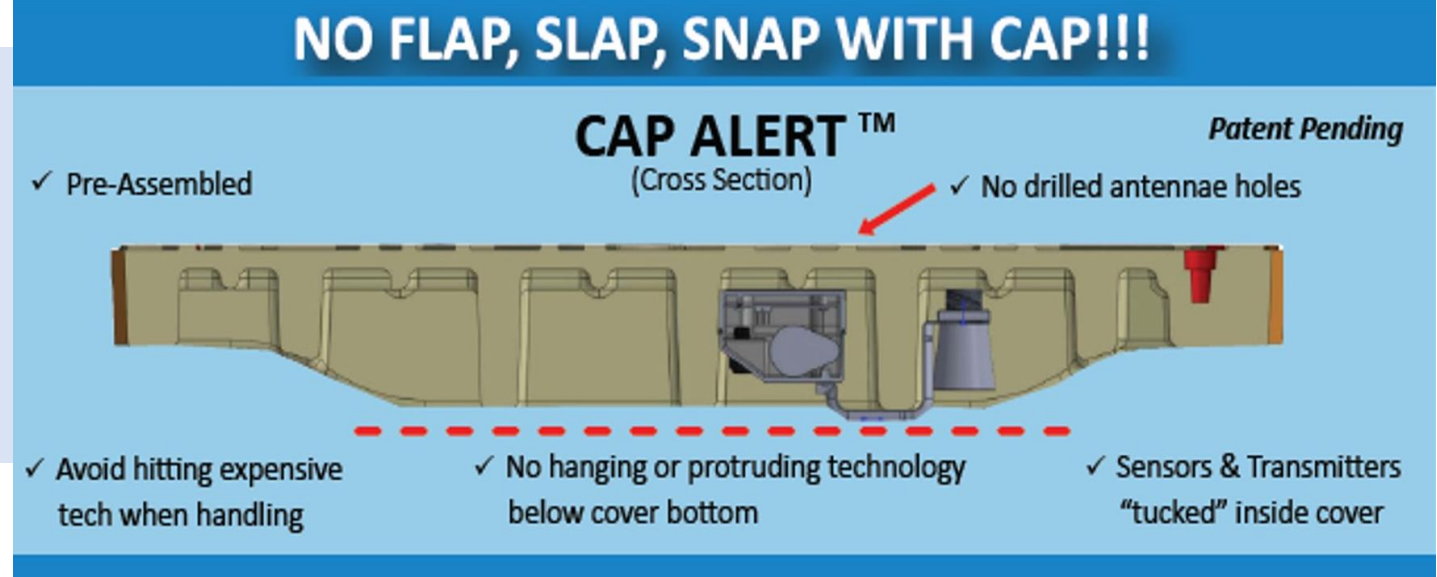 NO FLAP, SLAP, SNAP WITH CAP!!!
CAP ALERT ™
(Cross Section)
Patent Pending
✓ Pre-Assembled
✓ No drilled antennae holes
✓ Avoid hitting expensive
tech when handling
✓ No hanging or protruding technology
below cover bottom
✓ Sensors & Transmitters
“tucked” inside cover